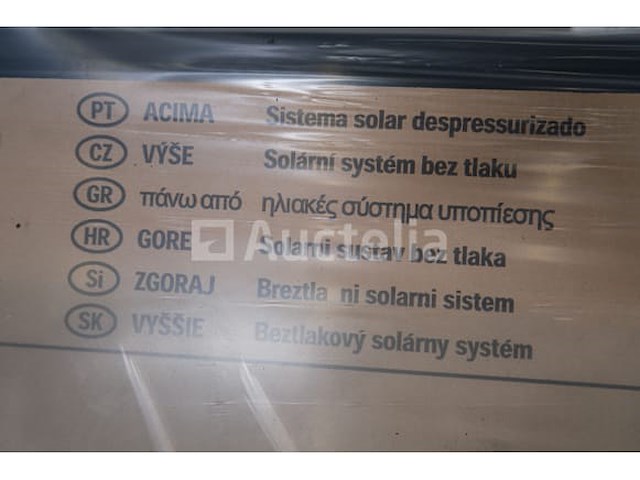 PT ACIMA Sistema solar despressurizado
CZ VÝŠE Solární systém bez tlaku
GR πάνω από ηλιακές σύστημα υποπίεσης
HR GORE Solarni sustav bez tlaka
Auctelia
Si ZGORAJ Breztla ni solarni sistem
SK VYŠŠIE Beztlakový solárny systém